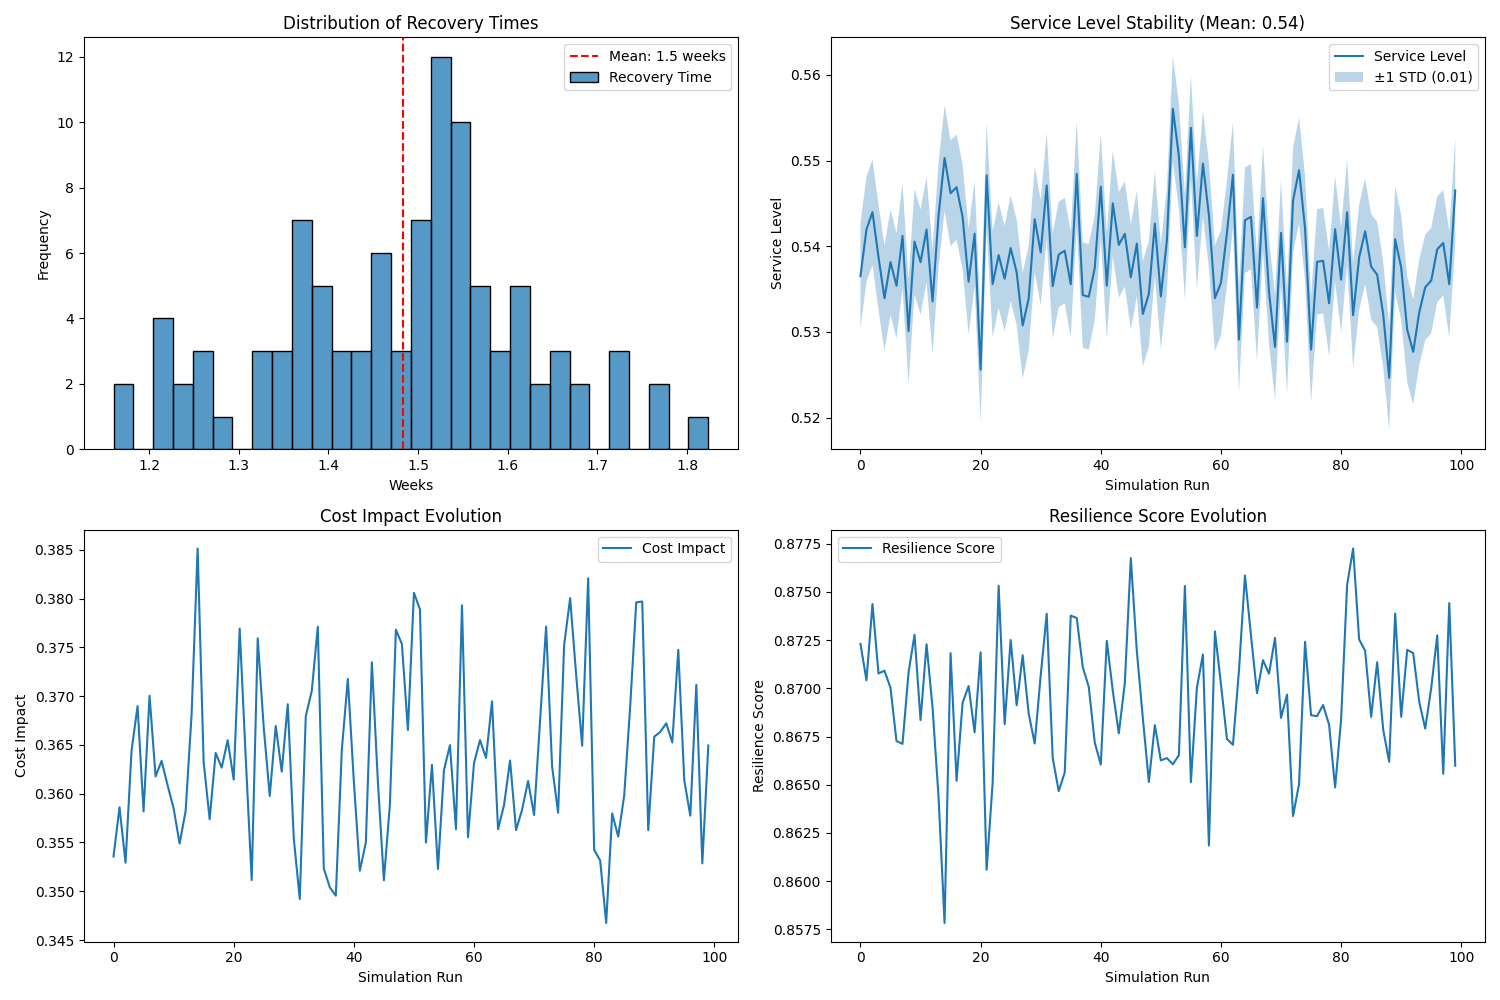 Distribution of Recovery Times
Mean: 1.5 weeks
Recovery Time
Frequency
12
10
8
6
4
2
0
1.2 1.3 1.4 1.5 1.6 1.7 1.8
Weeks
Service Level Stability (Mean: 0.54)
Service Level
±1 STD (0.01)
Service Level
0.56
0.55
0.54
0.53
0.52
0 20 40 60 80 100
Simulation Run
Cost Impact Evolution
Cost Impact
Cost Impact
0.385
0.380
0.375
0.370
0.365
0.360
0.355
0.350
0.345
0 20 40 60 80 100
Simulation Run
Resilience Score Evolution
Resilience Score
Resilience Score
0.8775
0.8750
0.8725
0.8700
0.8675
0.8650
0.8625
0.8600
0.8575
0 20 40 60 80 100
Simulation Run